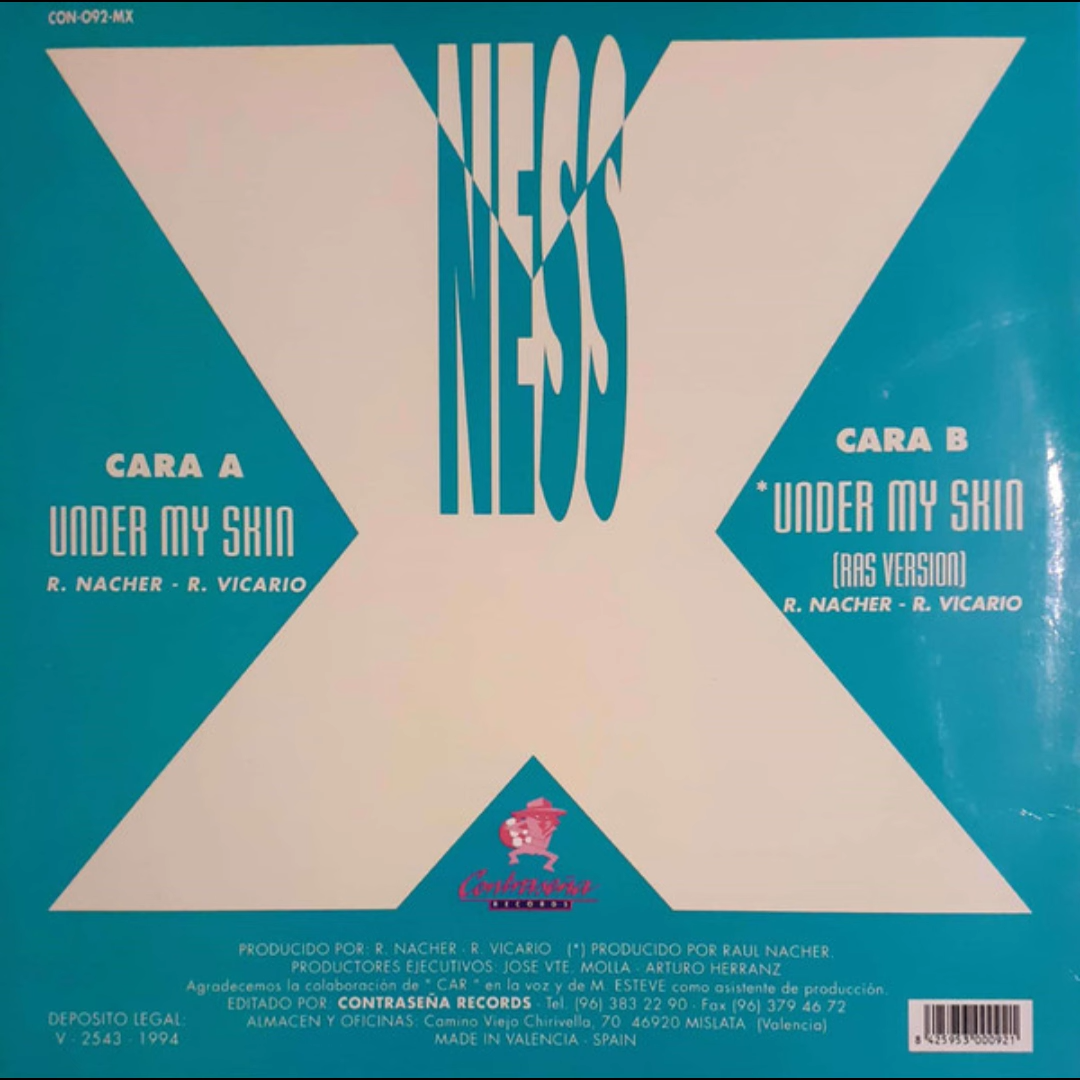 CON-092-MX
NESS
X
CARA A
UNDER MY SKIN
R. NACHER - R. VICARIO
CARA B
*UNDER MY SKIN
(RAS VERSION)
R. NACHER - R. VICARIO
Contraseña
RECORDS
PRODUCIDO POR: R. NACHER - R. VICARIO (*) PRODUCIDO POR RAUL NACHER.
PRODUCTORES EJECUTIVOS: JOSE VTE. MOLLA - ARTURO HERRANZ
Agradecemos la colaboración de " CAR " en la voz y de M. ESTEVE como asistente de producción.
EDITADO POR: CONTRASEÑA RECORDS - Tel. (96) 383 22 90 - Fax (96) 379 46 72
ALMACEN Y OFICINAS: Camino Viejo Chirivella, 70 46920 MISLATA (Valencia)
MADE IN VALENCIA - SPAIN
DEPOSITO LEGAL:
V - 2543 - 1994
8 425953 000921